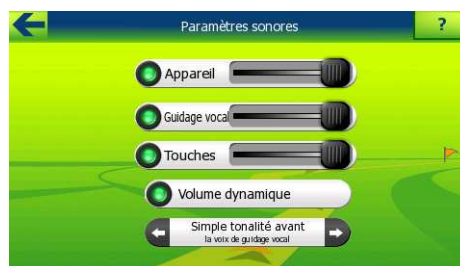 Paramètres sonores
?
Appareil
Guidage vocal
Touches
Volume dynamique
Simple tonalité avant
la voix de guidage vocal